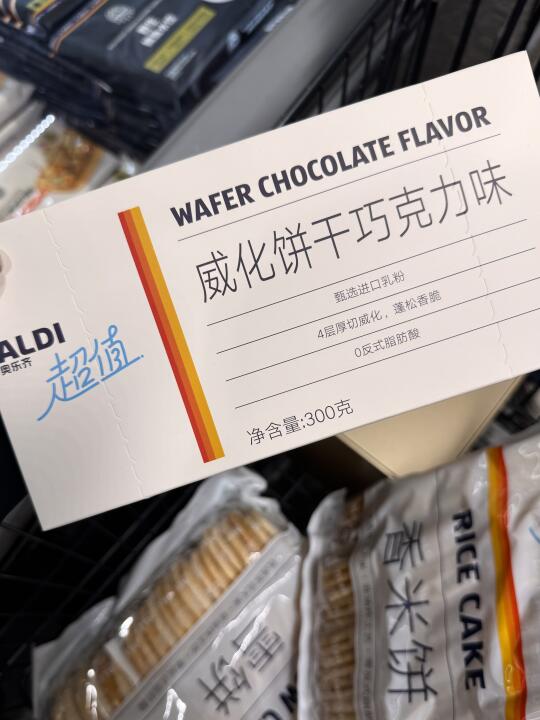 WAFER CHOCOLATE FLAVOR
威化饼干巧克力味
甄选进口乳粉
4层厚切威化，蓬松香脆
0反式脂肪酸
净含量:300克
ALDI
奥乐齐
超值
雪饼
香米饼
RICE CAKE